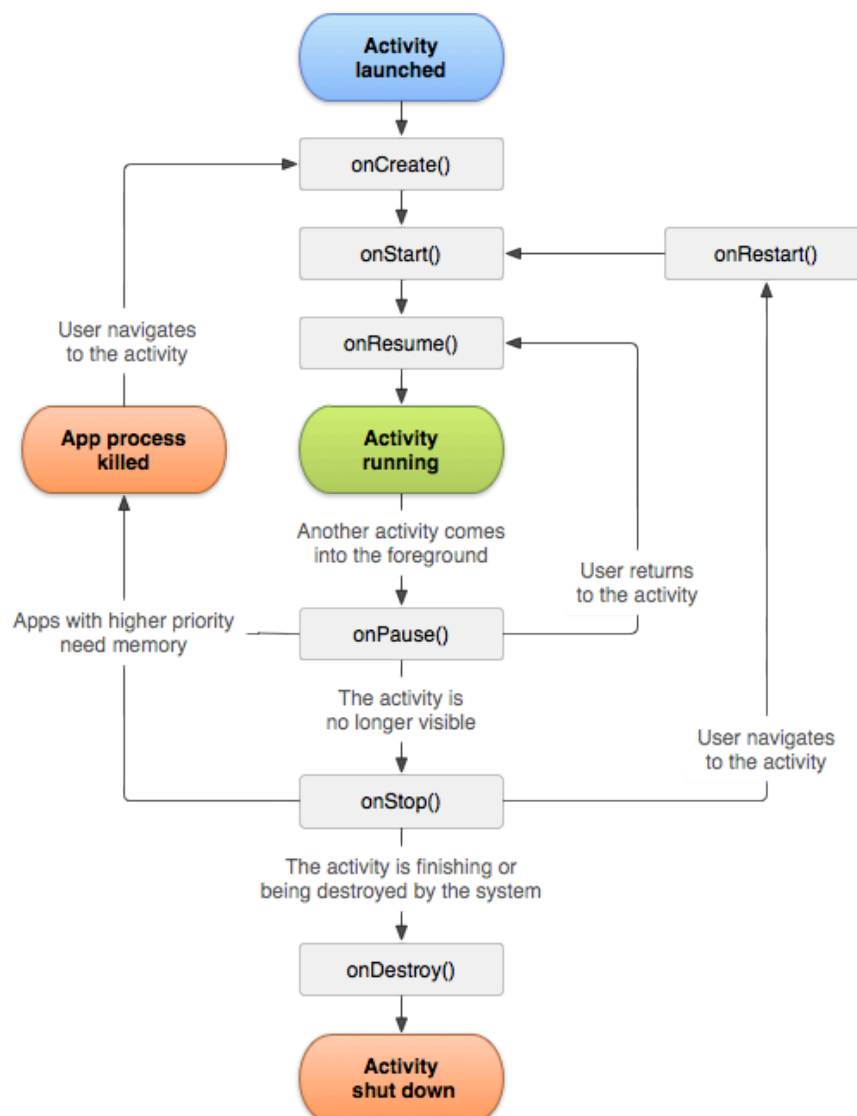 Activity
launched
onCreate()
onStart()
onRestart()
User navigates
to the activity
onResume()
App process
killed
Activity
running
Another activity comes
into the foreground
User returns
to the activity
Apps with higher priority
need memory
onPause()
The activity is
no longer visible
User navigates
to the activity
onStop()
The activity is finishing or
being destroyed by the system
onDestroy()
Activity
shut down